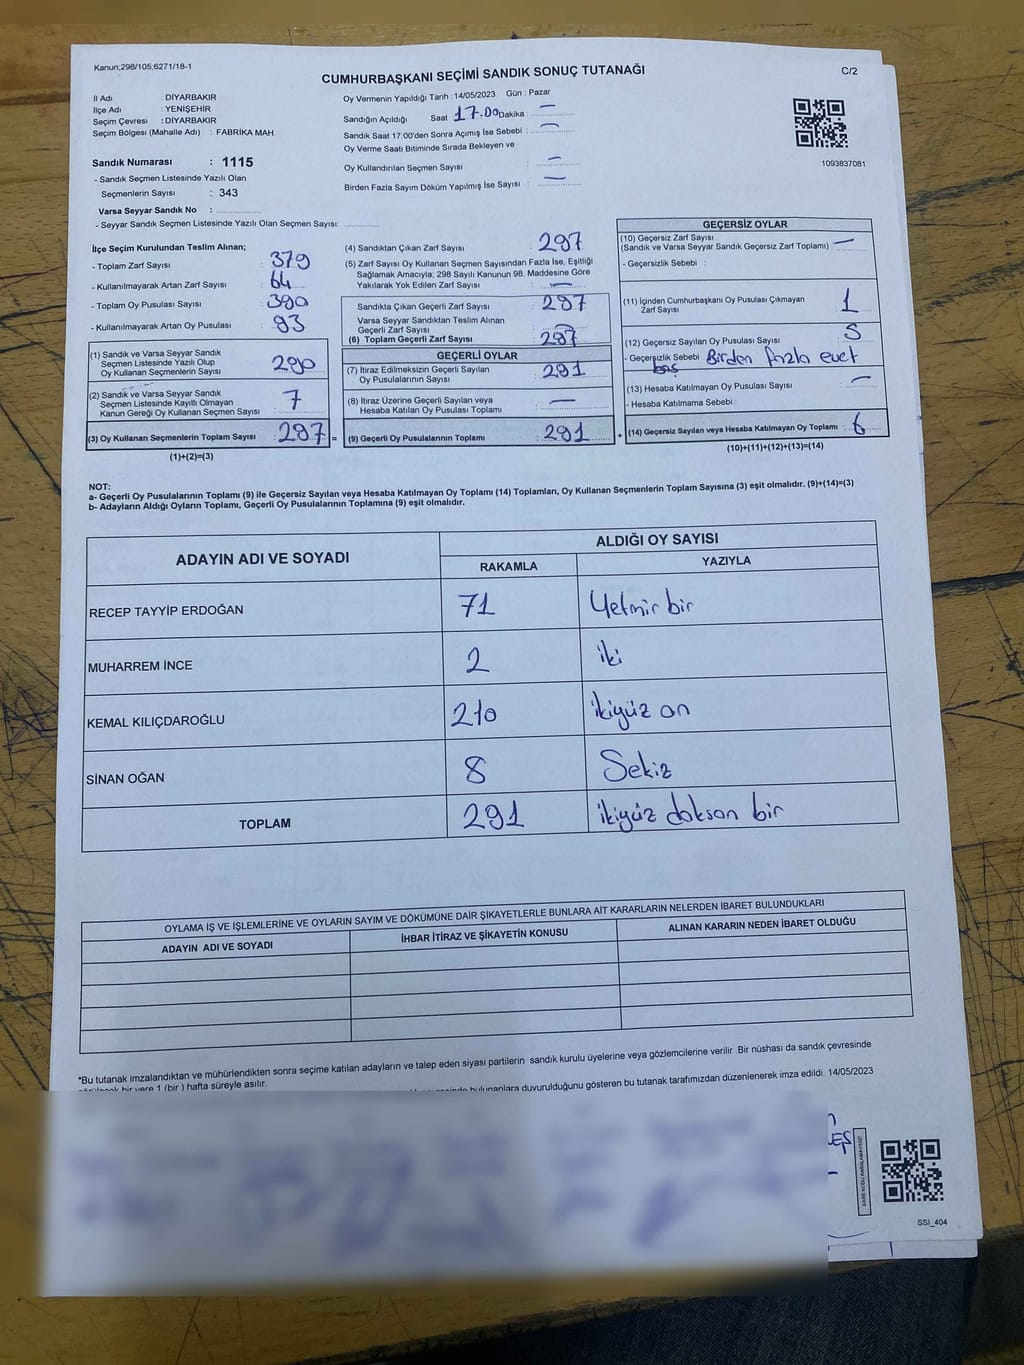 Kanun;298/105;6271/18-1
CUMHURBAŞKANI SEÇİMİ SANDIK SONUÇ TUTANAĞI
C/2
İl Adı : DİYARBAKIR
İlçe Adı : YENİŞEHİR
Seçim Çevresi : DİYARBAKIR
Seçim Bölgesi (Mahalle Adı) : FABRİKA MAH.
Sandık Numarası : 1115
- Sandık Seçmen Listesinde Yazılı Olan
Seçmenlerin Sayısı : 343
Varsa Seyyar Sandık No :
- Seyyar Sandık Seçmen Listesinde Yazılı Olan Seçmen Sayısı:
Oy Vermenin Yapıldığı Tarih : 14/05/2023 Gün : Pazar
Sandığın Açıldığı Saat 17.00 Dakika : —
Sandık Saat 17:00'den Sonra Açımış İse Sebebi : —
Oy Verme Saati Bitiminde Sırada Bekleyen ve
Oy Kullandırılan Seçmen Sayısı : —
Birden Fazla Sayım Döküm Yapılmış İse Sayısı : —
1093837081
İlçe Seçim Kurulundan Teslim Alınan;
- Toplam Zarf Sayısı : 379
- Kullanılmayarak Artan Zarf Sayısı : 64
- Toplam Oy Pusulası Sayısı : 390
- Kullanılmayarak Artan Oy Pusulası : 93
(1) Sandık ve Varsa Seyyar Sandık
Seçmen Listesinde Yazılı Olup
Oy Kullanan Seçmenlerin Sayısı : 290
(2) Sandık ve Varsa Seyyar Sandık
Seçmen Listesinde Kayıtlı Olmayan
Kanun Gereği Oy Kullanan Seçmen Sayısı : 7
(3) Oy Kullanan Seçmenlerin Toplam Sayısı : 297 =
(1)+(2)=(3)
(4) Sandıktan Çıkan Zarf Sayısı : 297
(5) Zarf Sayısı Oy Kullanan Seçmen Sayısından Fazla İse, Eşitliği
Sağlamak Amacıyla; 298 Sayılı Kanunun 98. Maddesine Göre
Yakılarak Yok Edilen Zarf Sayısı : —
Sandıkta Çıkan Geçerli Zarf Sayısı : 297
Varsa Seyyar Sandıktan Teslim Alınan
Geçerli Zarf Sayısı : —
(6) Toplam Geçerli Zarf Sayısı : 297
GEÇERLİ OYLAR
(7) İtiraz Edilmeksizin Geçerli Sayılan
Oy Pusulalarının Sayısı : 291
(8) İtiraz Üzerine Geçerli Sayılan veya
Hesaba Katılan Oy Pusulası Toplamı : —
(9) Geçerli Oy Pusulalarının Toplamı : 291 +
GEÇERSİZ OYLAR
(10) Geçersiz Zarf Sayısı
(Sandık ve Varsa Seyyar Sandık Geçersiz Zarf Toplamı) : —
- Geçersizlik Sebebi :
(11) İçinden Cumhurbaşkanı Oy Pusulası Çıkmayan
Zarf Sayısı : 1
(12) Geçersiz Sayılan Oy Pusulası Sayısı : 5
- Geçersizlik Sebebi : Birden fazla evet
(13) Hesaba Katılmayan Oy Pusulası Sayısı : —
- Hesaba Katılmama Sebebi :
(14) Geçersiz Sayılan veya Hesaba Katılmayan Oy Toplamı : 6
(10)+(11)+(12)+(13)=(14)
NOT:
a- Geçerli Oy Pusulalarının Toplamı (9) ile Geçersiz Sayılan veya Hesaba Katılmayan Oy Toplamı (14) Toplamları, Oy Kullanan Seçmenlerin Toplam Sayısına (3) eşit olmalıdır. (9)+(14)=(3)
b- Adayların Aldığı Oyların Toplamı, Geçerli Oy Pusulalarının Toplamına (9) eşit olmalıdır.
ADAYIN ADI VE SOYADI
ALDIĞI OY SAYISI
RAKAMLA YAZIYLA
RECEP TAYYİP ERDOĞAN 71 Yetmiş bir
MUHARREM İNCE 2 iki
KEMAL KILIÇDAROĞLU 210 ikiyüz on
SİNAN OĞAN 8 Sekiz
TOPLAM 291 ikiyüz doksan bir
OYLAMA İŞ VE İŞLEMLERİNE VE OYLARIN SAYIM VE DÖKÜMÜNE DAİR ŞİKAYETLERLE BUNLARA AİT KARARLARIN NELERDEN İBARET BULUNDUKLARI
ADAYIN ADI VE SOYADI İHBAR İTİRAZ VE ŞİKAYETİN KONUSU ALINAN KARARIN NEDEN İBARET OLDUĞU
*Bu tutanak imzalandıktan ve mühürlendikten sonra seçime katılan adayların ve talep eden siyasi partilerin sandık kurulu üyelerine veya gözlemcilerine verilir. Bir nüshası da sandık çevresinde
bir yere 1 (bir) hafta süreyle asılır.
bulunanlara duyurulduğunu gösteren bu tutanak tarafımızdan düzenlenerek imza edildi. 14/05/2023
KARE KODU KARALAMAYINIZ!
SSI_404